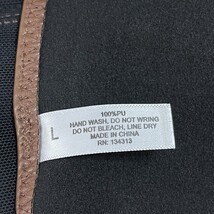 100%PU
HAND WASH, DO NOT WRING
DO NOT BLEACH, LINE DRY
MADE IN CHINA
RN: 134313
L